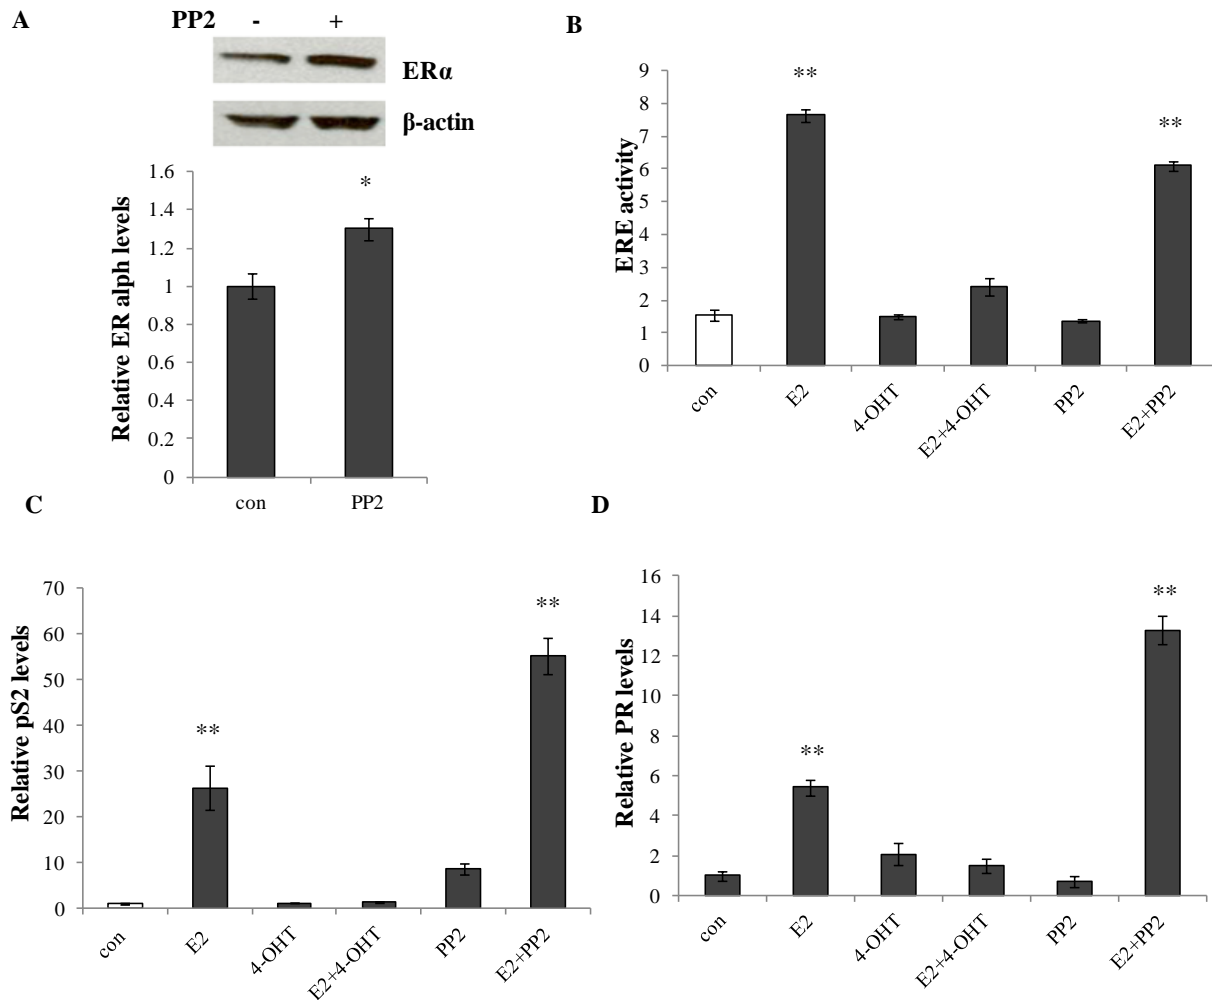 A
PP2 - +
ERα
β-actin
Relative ER alph levels
1.6
*
1.4
1.2
1
0.8
0.6
0.4
0.2
0
con PP2
B
ERE activity
9
**
8
7
**
6
5
4
3
2
1
0
con E2 4-OHT E2+4-OHT PP2 E2+PP2
C
Relative pS2 levels
70
**
60
50
40
**
30
20
10
0
con E2 4-OHT E2+4-OHT PP2 E2+PP2
D
Relative PR levels
16
**
14
12
10
8
**
6
4
2
0
con E2 4-OHT E2+4-OHT PP2 E2+PP2